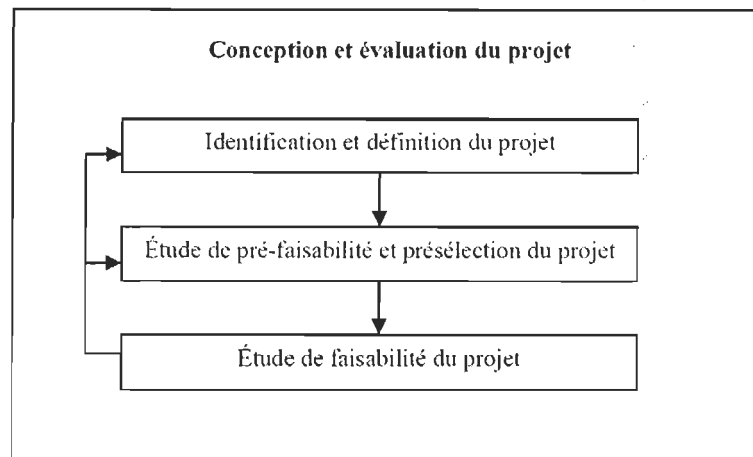 Conception et évaluation du projet
Identification et définition du projet
Étude de pré-faisabilité et présélection du projet
Étude de faisabilité du projet